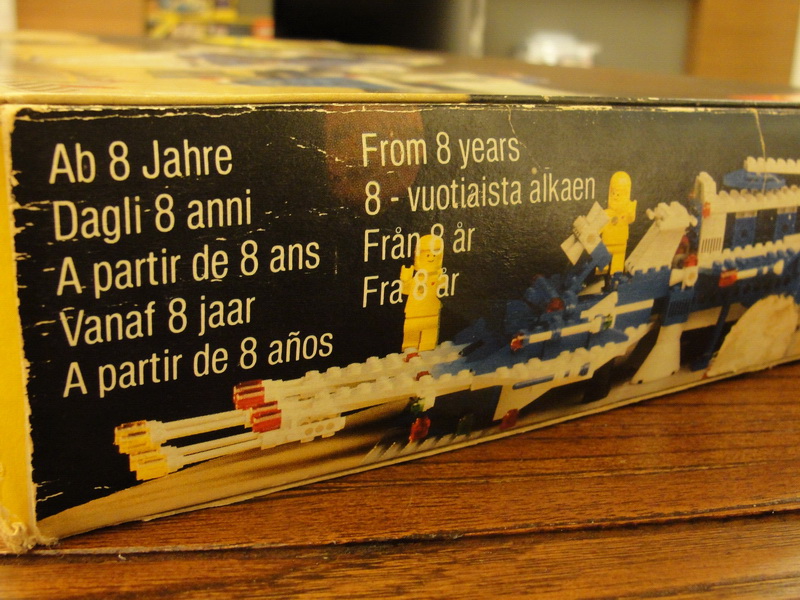 Ab 8 Jahre
Dagli 8 anni
A partir de 8 ans
Vanaf 8 jaar
A partir de 8 años
From 8 years
8 - vuotiaista alkaen
Från 8 år
Fra 8 år